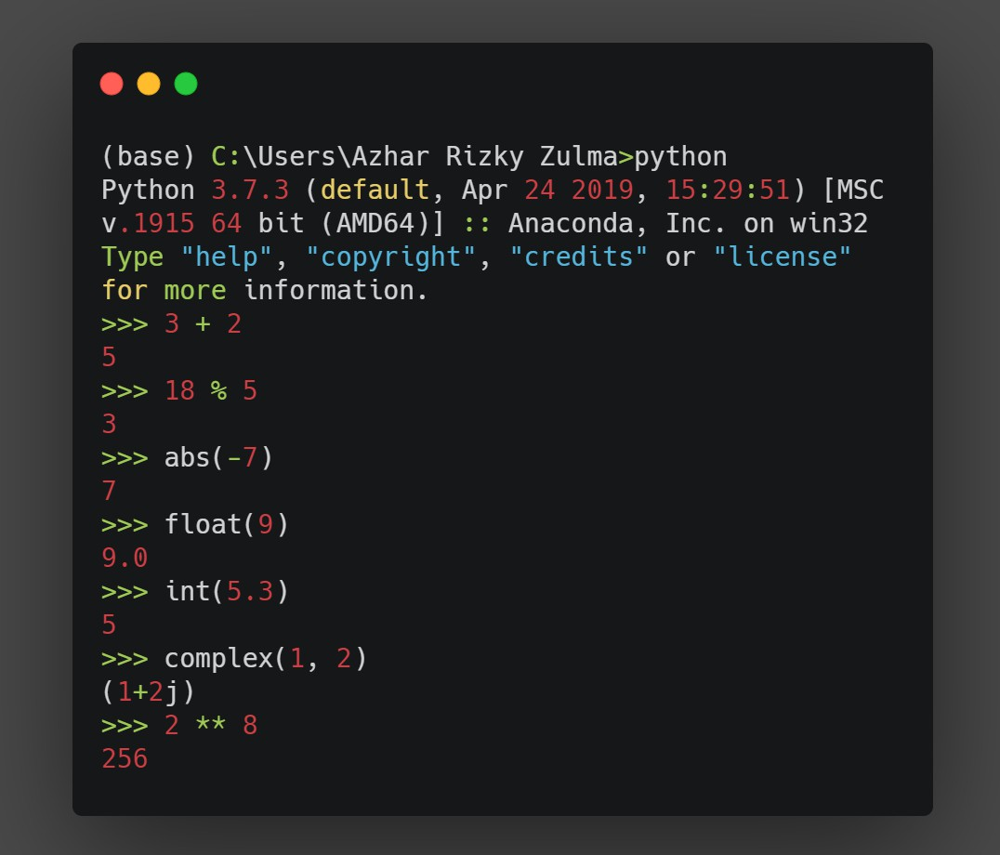 (base) C:\Users\Azhar Rizky Zulma>python
Python 3.7.3 (default, Apr 24 2019, 15:29:51) [MSC
v.1915 64 bit (AMD64)] :: Anaconda, Inc. on win32
Type "help", "copyright", "credits" or "license"
for more information.
>>> 3 + 2
5
>>> 18 % 5
3
>>> abs(-7)
7
>>> float(9)
9.0
>>> int(5.3)
5
>>> complex(1, 2)
(1+2j)
>>> 2 ** 8
256